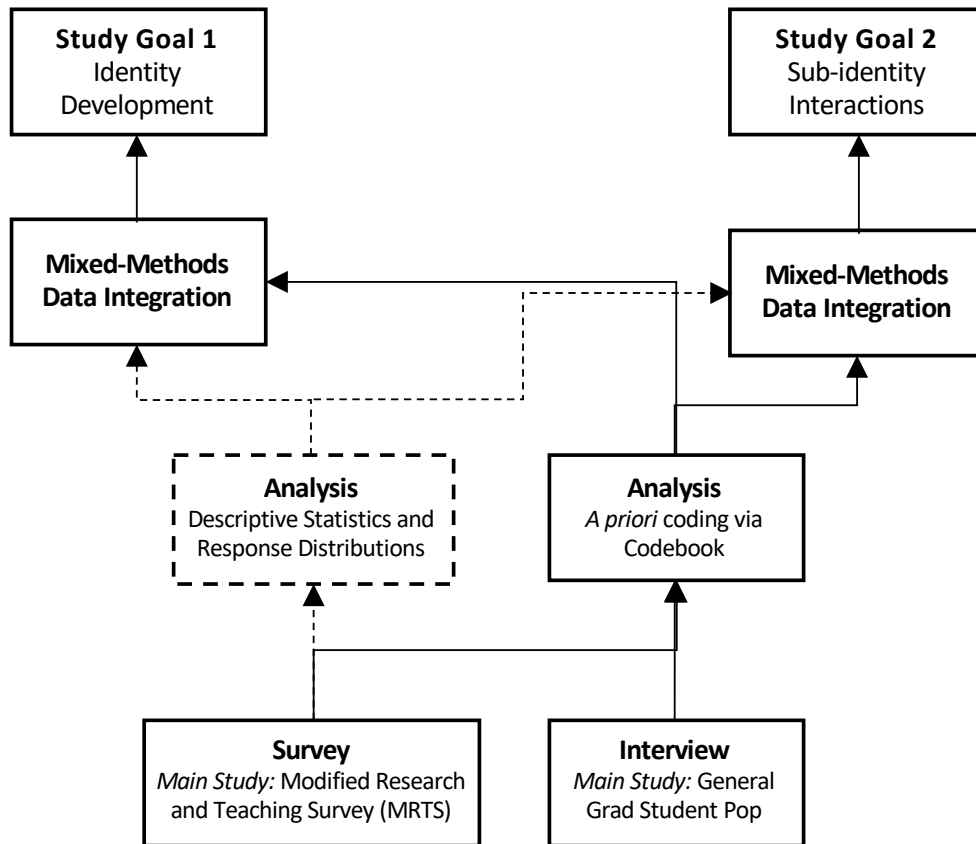 Study Goal 1
Identity
Development
Study Goal 2
Sub-identity
Interactions
Mixed-Methods
Data Integration
Mixed-Methods
Data Integration
Analysis
Descriptive Statistics and
Response Distributions
Analysis
A priori coding via
Codebook
Survey
Main Study: Modified Research
and Teaching Survey (MRTS)
Interview
Main Study: General
Grad Student Pop